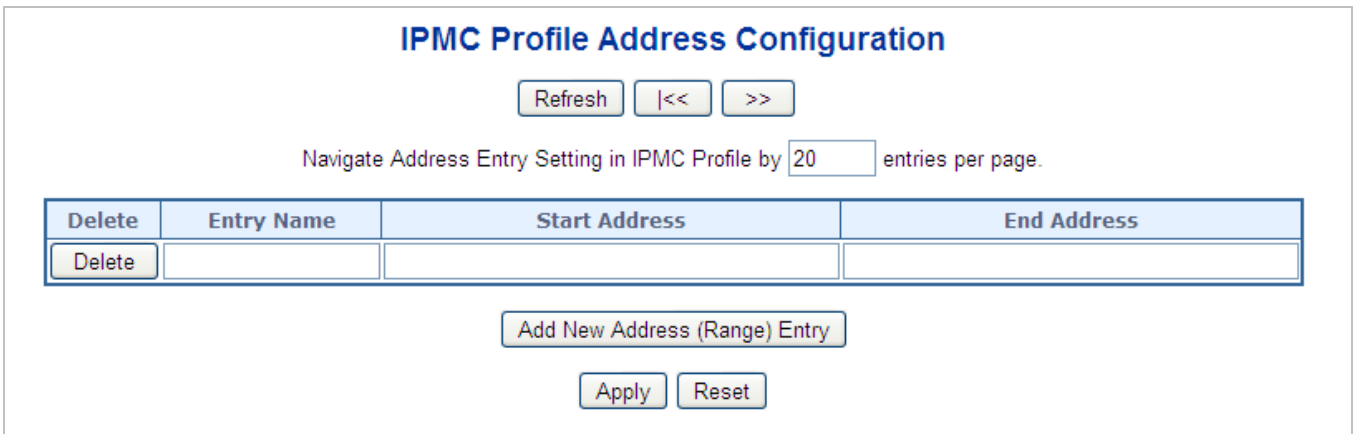 IPMC Profile Address Configuration
Refresh |<< >>
Navigate Address Entry Setting in IPMC Profile by 20 entries per page.
Delete Entry Name Start Address End Address
Delete
Add New Address (Range) Entry
Apply Reset